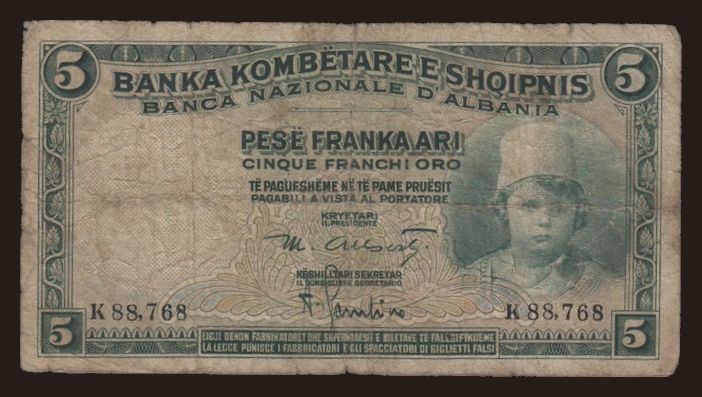 5 5
BANKA KOMBËTARE E SHQIPNIS
BANCA NAZIONALE D'ALBANIA
PESË FRANKA ARI
CINQUE FRANCHI ORO
TË PAGUESHËME NË TË PAME PRUËSIT
PAGABILI A VISTA AL PORTATORE
KRYETARI
IL PRESIDENTE
KËSHILLTARI SEKRETAR
IL CONSIGLIERE SEGRETARIO
K 88,768 K 88,768
5 5
LIGJI DENON FABRIKATORËT DHE SHPËRNDAËSIT E BILETAVE TË FALSIFIKUEME
LA LEGGE PUNISCE I FABBRICATORI E GLI SPACCIATORI DI BIGLIETTI FALSI